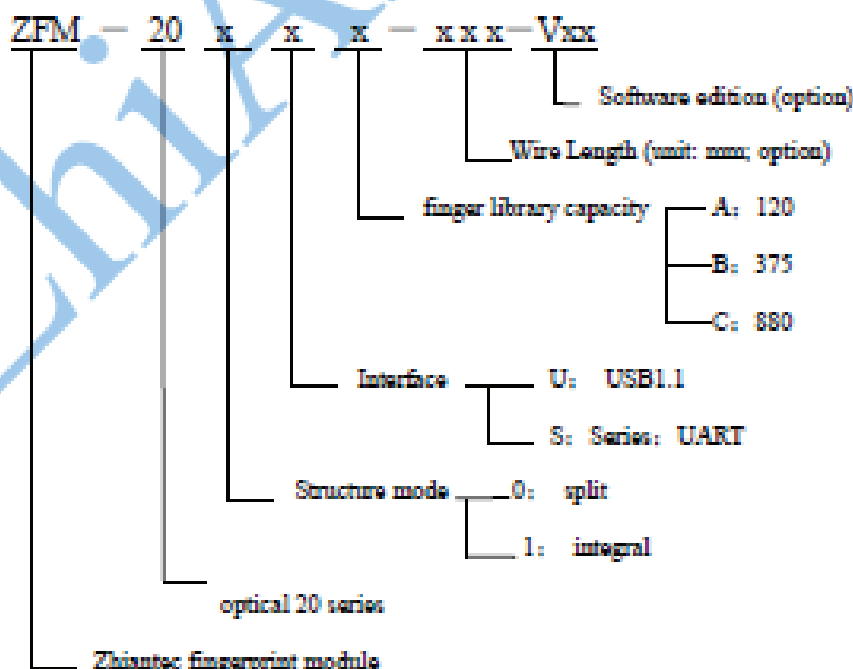 ZFM - 20 x x x - x x x - Vxx
Software edition (option)
Wire Length (unit: mm; option)
finger library capacity
A: 120
B: 375
C: 880
Interface
U: USB1.1
S: Series: UART
Structure mode
0: split
1: integral
optical 20 series
Zhiantec fingerprint module